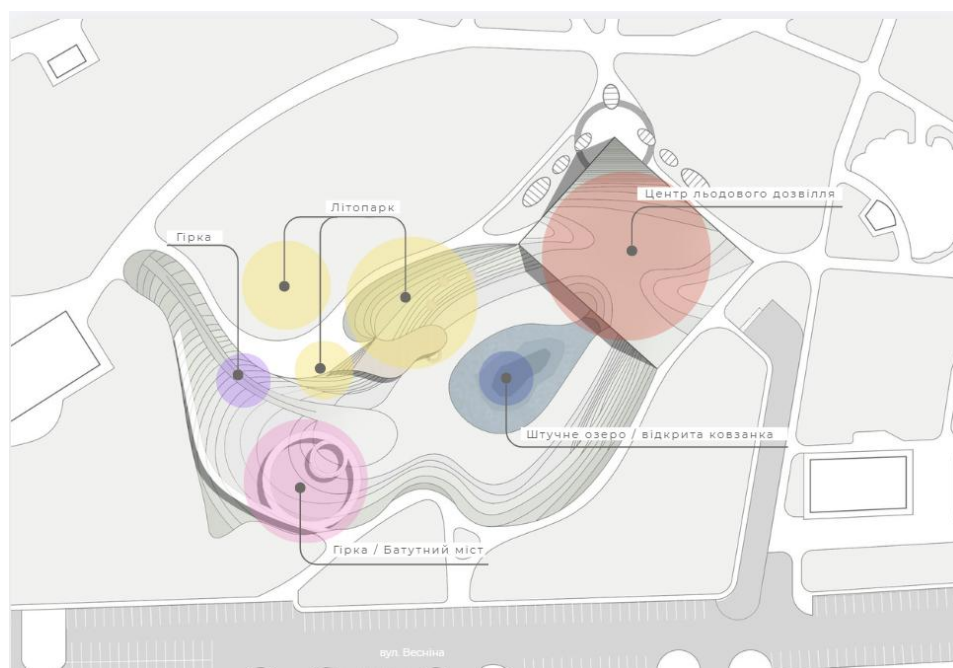 Центр льодового дозвілля
Літопарк
Гірка
Штучне озеро / відкрита ковзанка
Гірка / Батутний міст
вул. Весніна